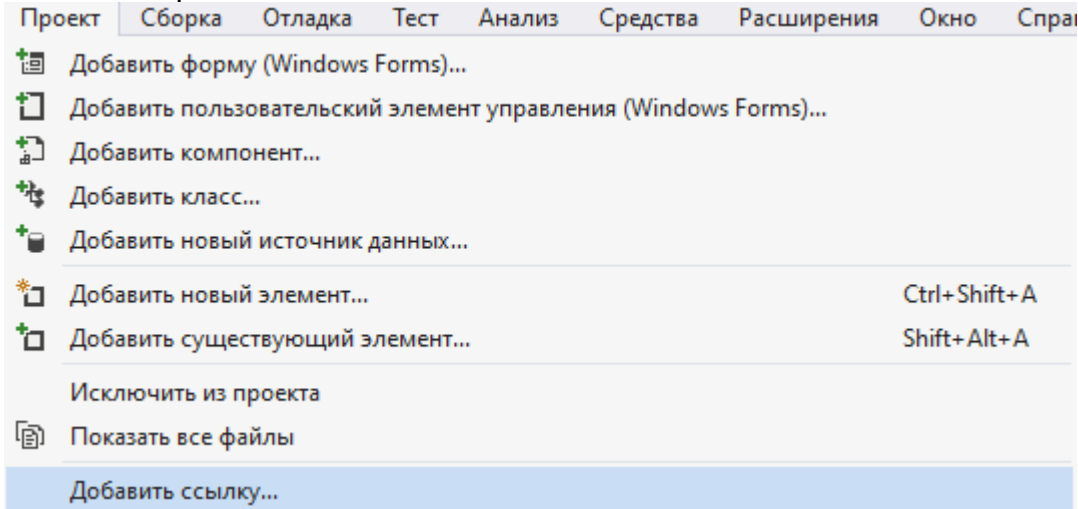 Проект Сборка Отладка Тест Анализ Средства Расширения Окно
Добавить форму (Windows Forms)...
Добавить пользовательский элемент управления (Windows Forms)...
Добавить компонент...
Добавить класс...
Добавить новый источник данных...
Добавить новый элемент... Ctrl+Shift+A
Добавить существующий элемент... Shift+Alt+A
Исключить из проекта
Показать все файлы
Добавить ссылку...